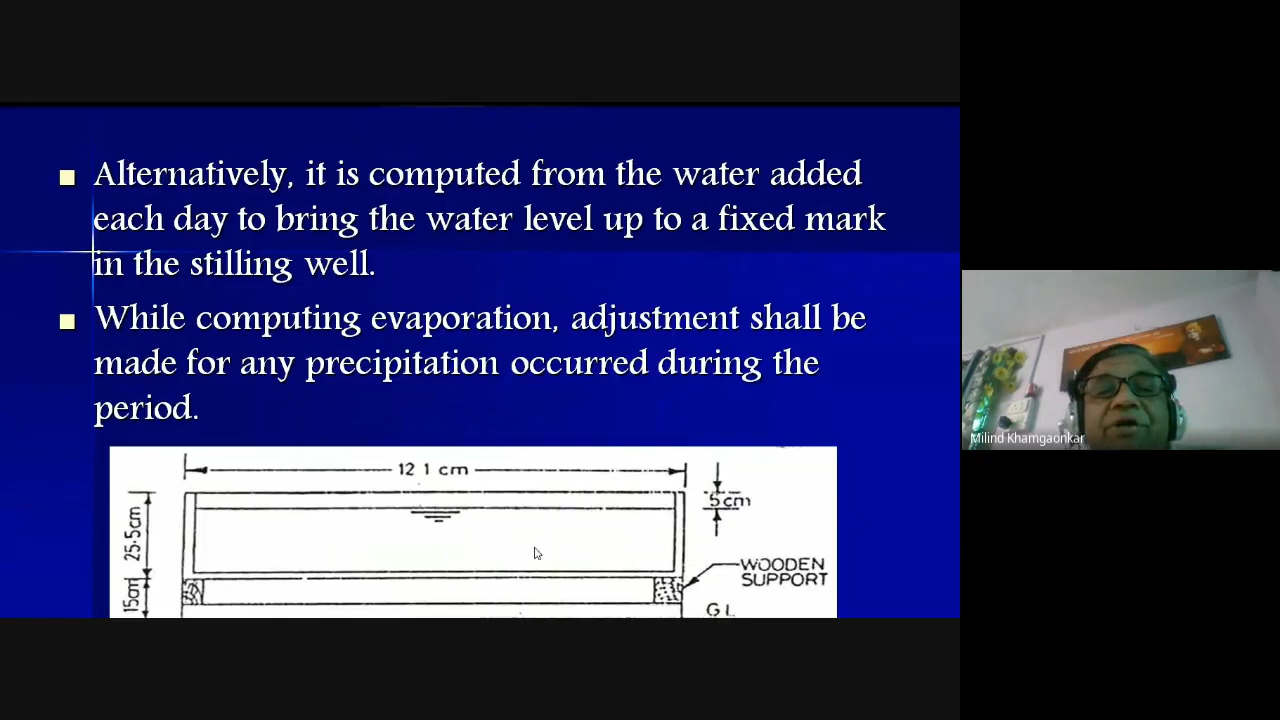 Alternatively, it is computed from the water added
each day to bring the water level up to a fixed mark
in the stilling well.
While computing evaporation, adjustment shall be
made for any precipitation occurred during the
period.
12 1 cm
5cm
25.5cm
WOODEN
SUPPORT
15cm
G L
Milind Khamgaonkar